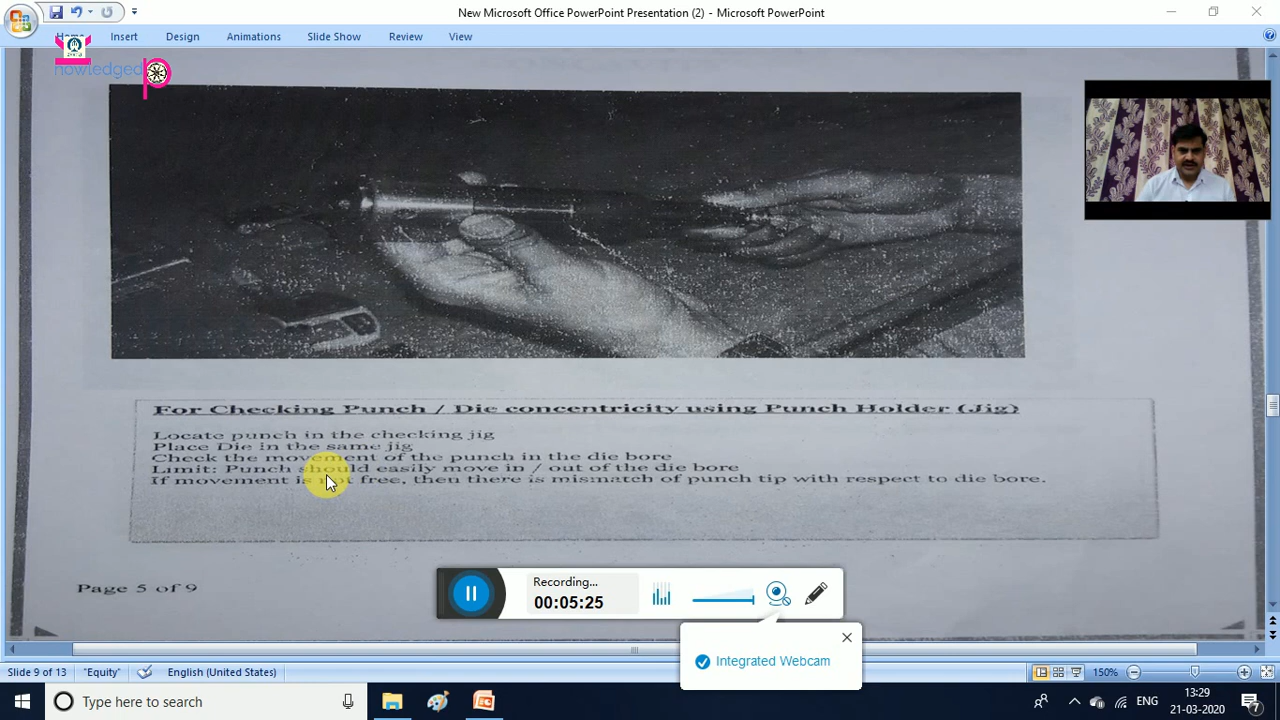 New Microsoft Office PowerPoint Presentation (2) - Microsoft PowerPoint
Home Insert Design Animations Slide Show Review View
nowledged p
For Checking Punch / Die concentricity using Punch Holder (Jig)
Locate punch in the checking jig
Place Die in the same jig
Check the movement of the punch in the die bore
Limit: Punch should easily move in / out of the die bore
If movement is not free, then there is mismatch of punch tip with respect to die bore.
Page 5 of 9
Recording...
00:05:25
Integrated Webcam
Slide 9 of 13 "Equity" English (United States) 150%
Type here to search
ENG
13:29
21-03-2020
7